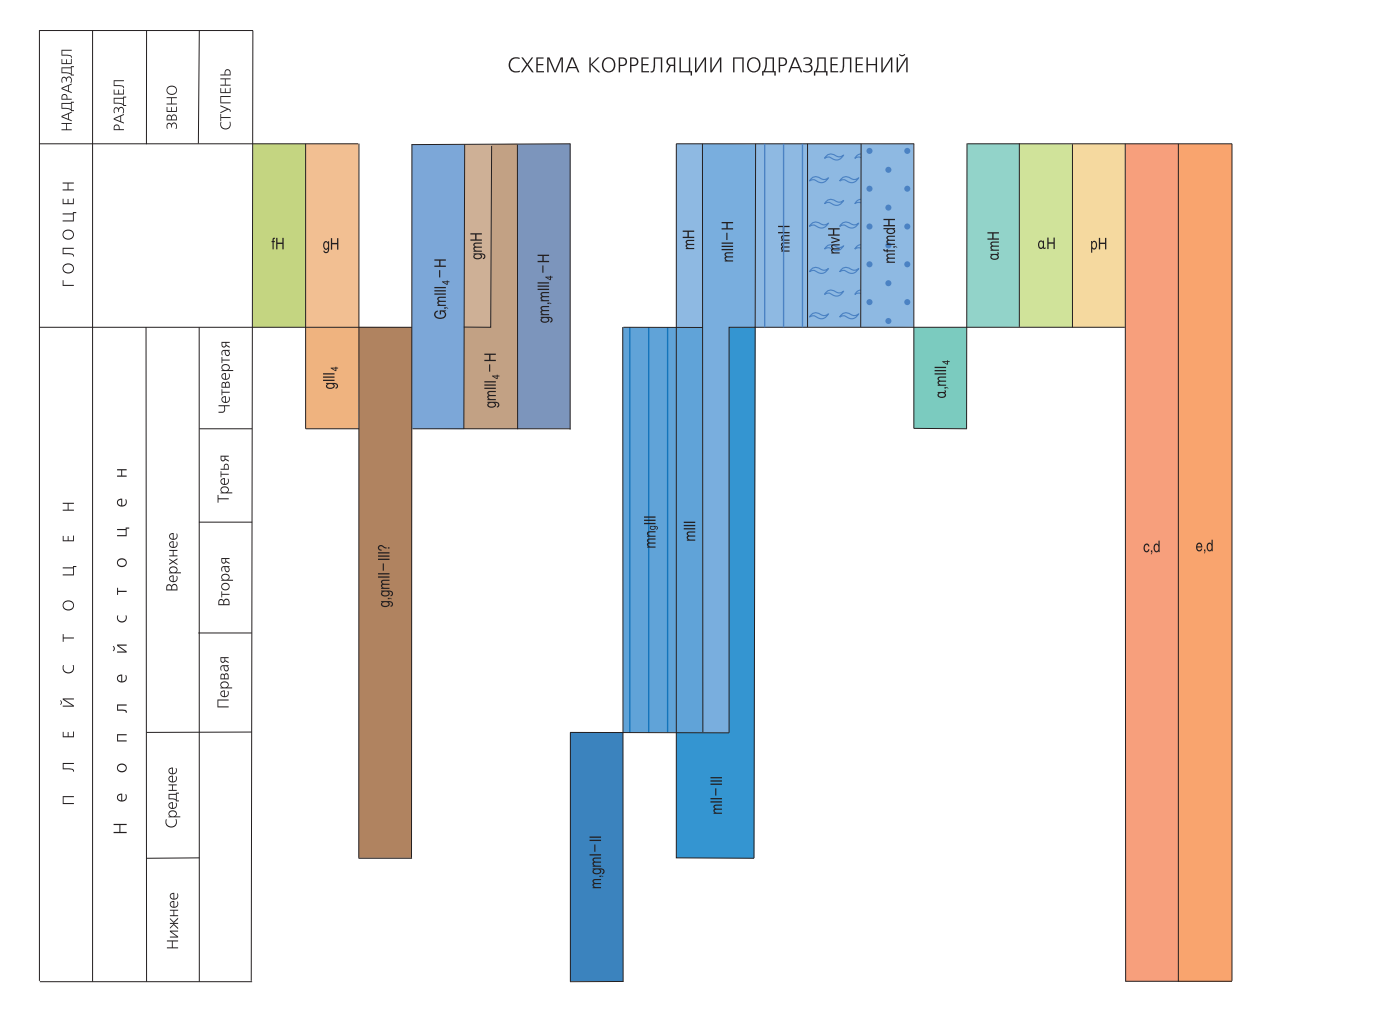 СХЕМА КОРРЕЛЯЦИИ ПОДРАЗДЕЛЕНИЙ
НАДРАЗДЕЛ
РАЗДЕЛ
ЗВЕНО
СТУПЕНЬ
ГОЛОЦЕН
ПЛЕЙСТОЦЕН
Неоплейстоцен
Верхнее
Среднее
Нижнее
Четвертая
Третья
Вторая
Первая
fH
gH
gIII₄
g,gmII–III?
G,mIII₄–H
gmH
gmIII₄–H
gm,mIII₄–H
m,gmI–II
mngIII
mH
mIII
mIII–H
mII–III
mnH
mvH
mf,mdH
a,mIII₄
amH
aH
pH
c,d
e,d